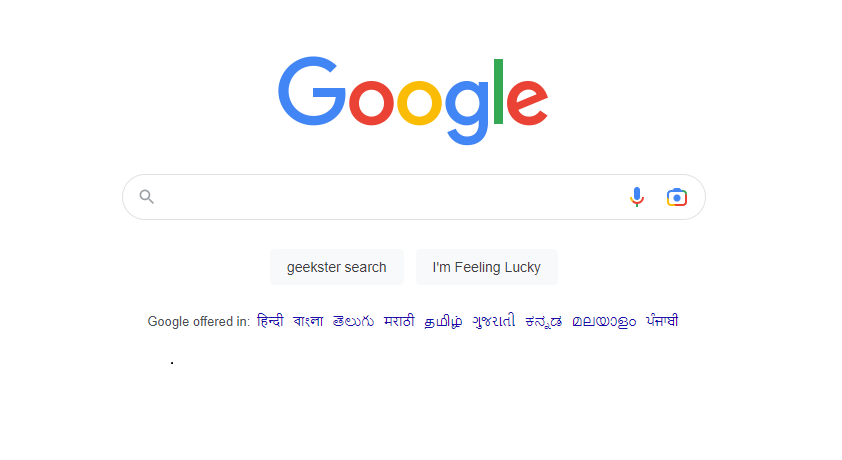 Google
geekster search I'm Feeling Lucky
Google offered in: हिन्दी বাংলা తెలుగు मराठी தமிழ் ગુજરાતી ಕನ್ನಡ മലയാളം ਪੰਜਾਬੀ
.